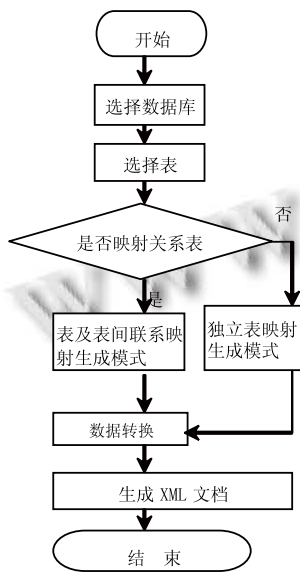 开始
选择数据库
选择表
是否映射关系表
否
是
表及表间联系映
射生成模式
独立表映射
生成模式
数据转换
生成 XML 文档
结 束